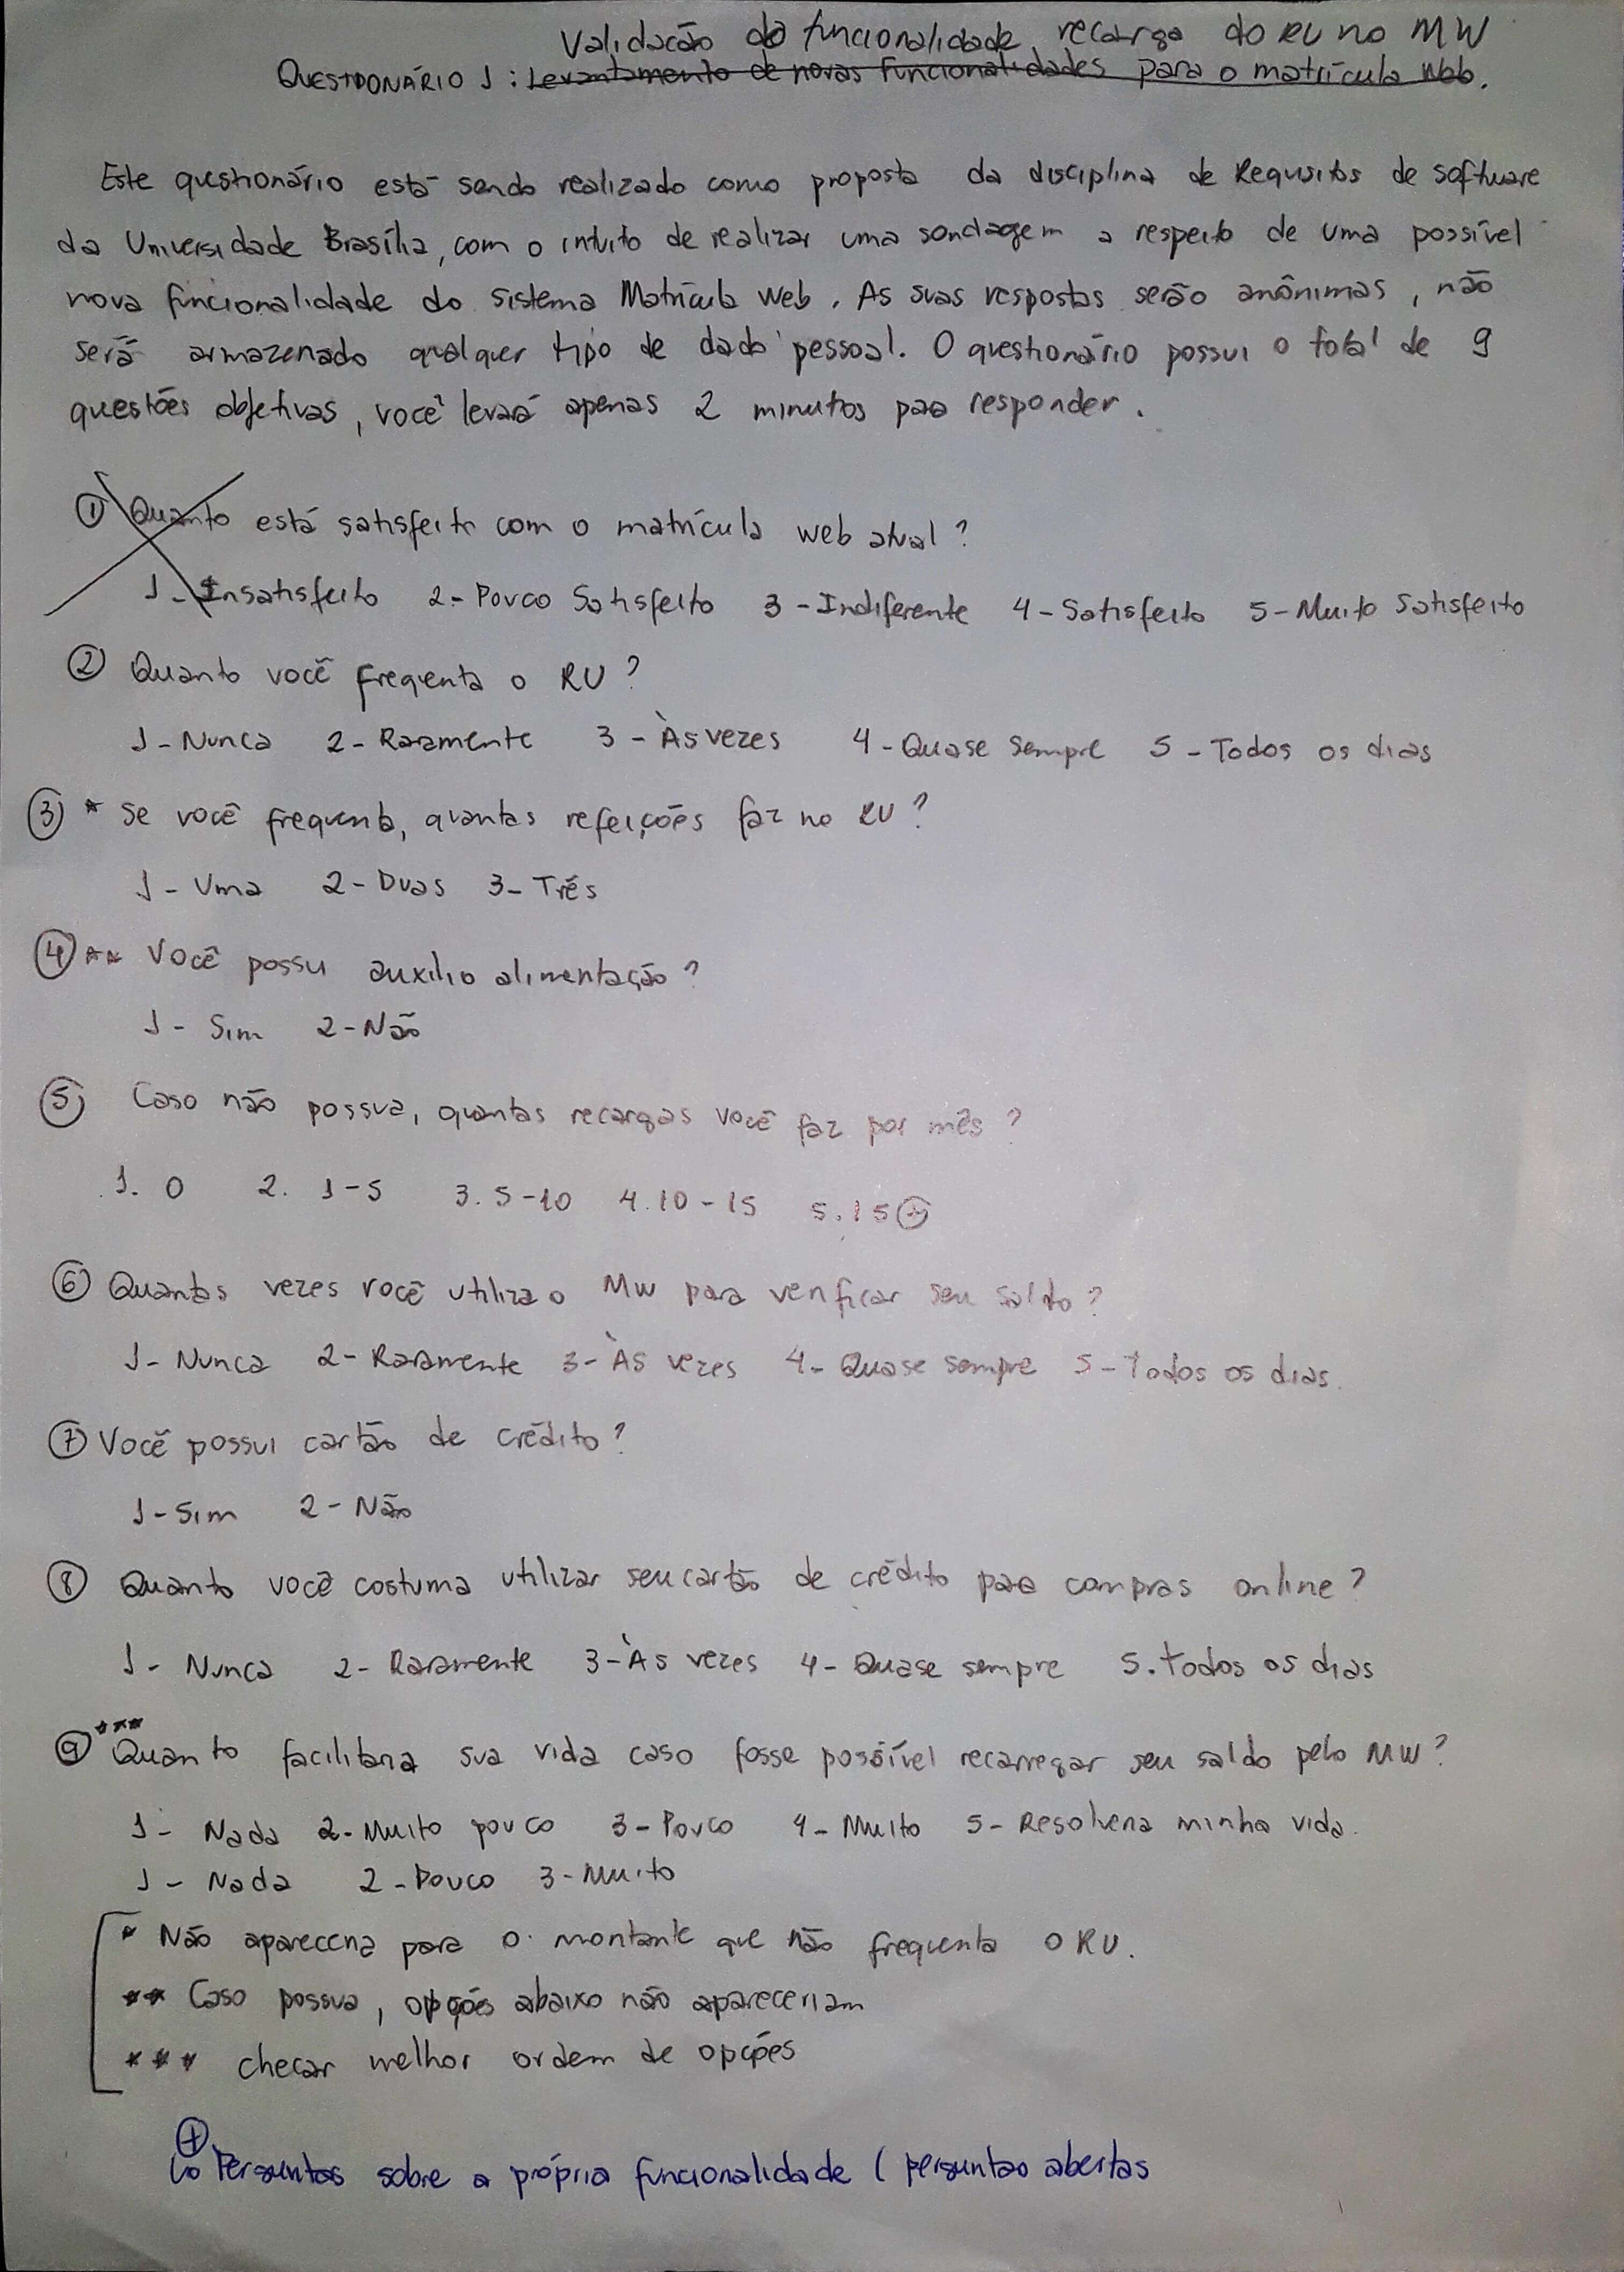 Validação da funcionalidade recarga do RU no MW
QUESTIONÁRIO 1: Levantamento de novas funcionalidades para o matrícula Web.
Este questionário está sendo realizado como proposta da disciplina de Requisitos de Software
da Universidade Brasília, com o intuito de realizar uma sondagem a respeito de uma possível
nova funcionalidade do sistema Matrícula Web. As suas respostas serão anônimas, não
será armazenado qualquer tipo de dado pessoal. O questionário possui o total de 9
questões objetivas, você levará apenas 2 minutos para responder.
① Quanto está satisfeito com o matrícula web atual?
1- Insatisfeito 2- Pouco Satisfeito 3-Indiferente 4-Satisfeito 5-Muito Satisfeito
② Quanto você freqenta o RU?
1-Nunca 2-Raramente 3-Às vezes 4-Quase Sempre 5-Todos os dias
③ * Se você frequenta, quantas refeições faz no RU?
1- Uma 2- Duas 3- Três
④ ** Você possui auxílio alimentação?
1- Sim 2-Não
⑤ Caso não possua, quantas recargas você faz por mês?
1. 0 2. 1-5 3. 5-10 4. 10-15 5. 15 ⊕
⑥ Quantas vezes você utiliza o MW para verificar seu saldo?
1- Nunca 2- Raramente 3- Às vezes 4- Quase sempre 5-Todos os dias.
⑦ Você possui cartão de crédito?
1-Sim 2-Não
⑧ Quanto você costuma utilizar seu cartão de crédito para compras online?
1- Nunca 2- Raramente 3-Às vezes 4- Quase sempre 5. todos os dias
⑨ *** Quanto facilitaria sua vida caso fosse possível recarregar seu saldo pelo MW?
1- Nada 2-Muito pouco 3-Pouco 4-Muito 5-Resolveria minha vida.
1- Nada 2-Pouco 3-Muito
* Não apareceria para o montante que não frequenta o RU.
** Caso possua, opções abaixo não apareceriam
*** checar melhor ordem de opções
⊕
↳ Perguntas sobre a própria funcionalidade (perguntas abertas